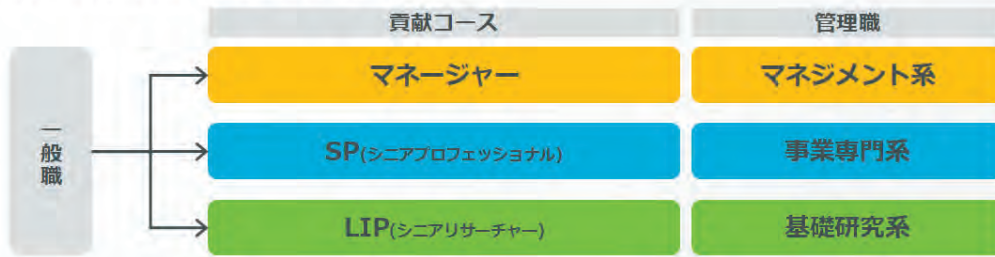 貢献コース
管理職
一般職
マネージャー
マネジメント系
SP(シニアプロフェッショナル)
事業専門系
LIP(シニアリサーチャー)
基礎研究系